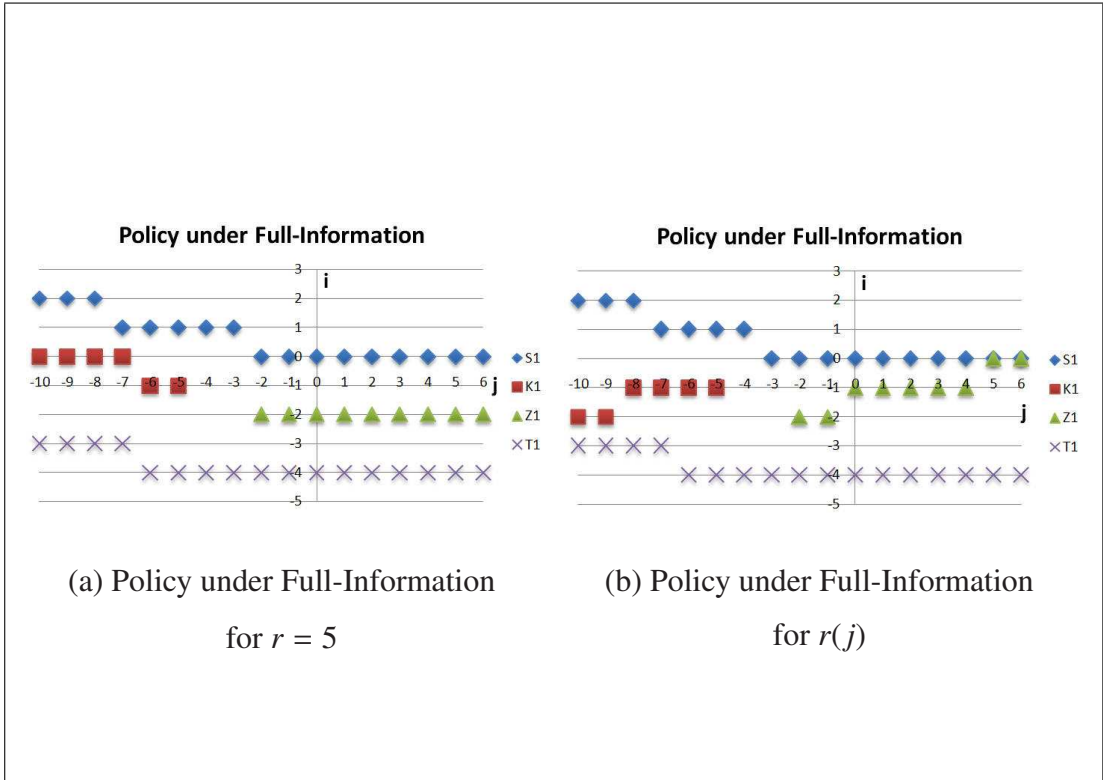 Policy under Full-Information
3
i
2
1
0
-10 -9 -8 -7 -6 -5 -4 -3 -2 -1 0 1 2 3 4 5 6
-1
j
-2
-3
-4
-5
S1
K1
Z1
T1
(a) Policy under Full-Information
for r = 5
Policy under Full-Information
3
i
2
1
0
-10 -9 -8 -7 -6 -5 -4 -3 -2 -1 0 1 2 3 4 5 6
-1
j
-2
-3
-4
-5
S1
K1
Z1
T1
(b) Policy under Full-Information
for r(j)